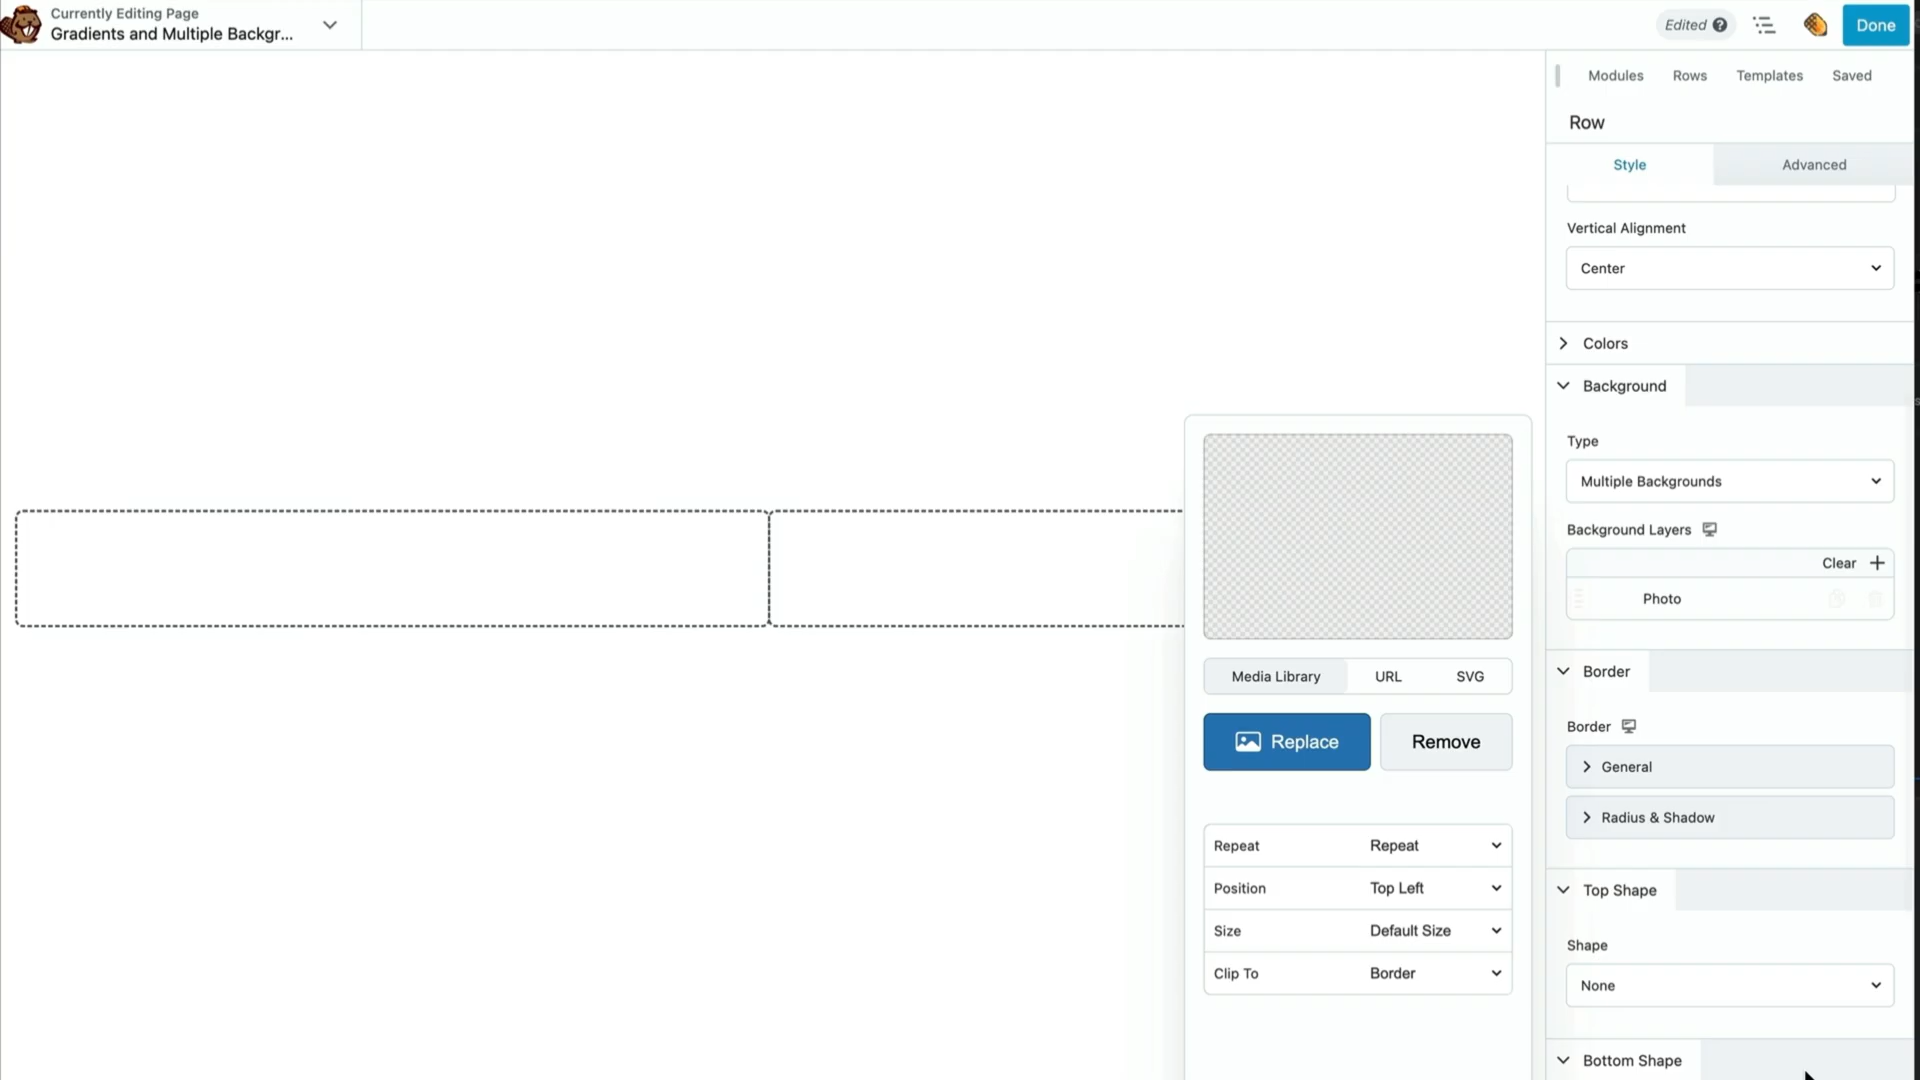 Currently Editing Page
Gradients and Multiple Backgr...
Edited ?
Done
Modules Rows Templates Saved
Row
Style Advanced
Vertical Alignment
Center
Colors
Background
Type
Multiple Backgrounds
Background Layers
Clear +
Photo
Border
Border
General
Radius & Shadow
Top Shape
Shape
None
Bottom Shape
Media Library URL SVG
Replace Remove
Repeat Repeat
Position Top Left
Size Default Size
Clip To Border